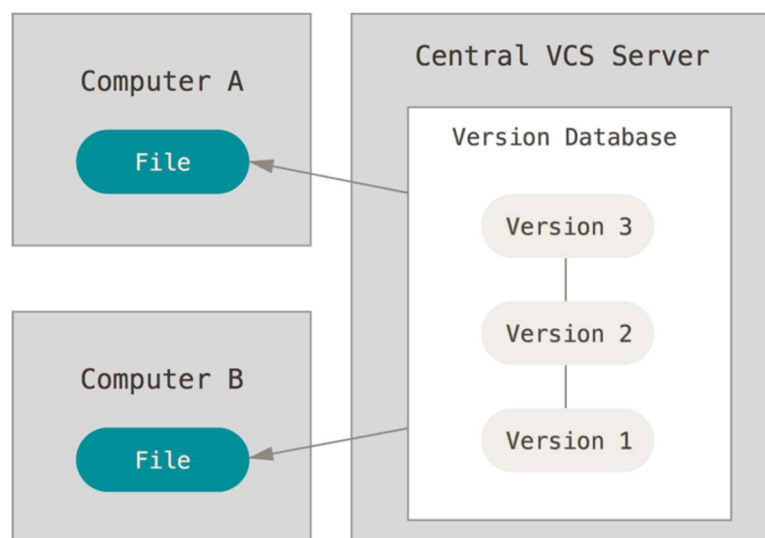 Computer A
File
Computer B
File
Central VCS Server
Version Database
Version 3
Version 2
Version 1